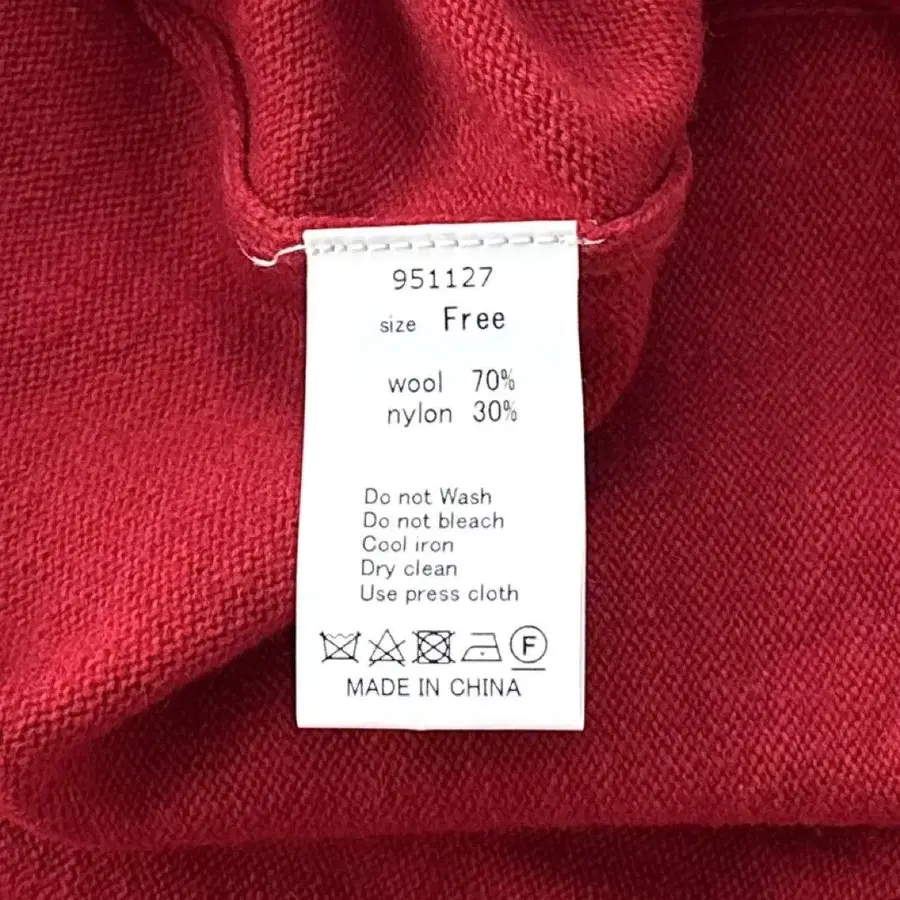 951127
size Free
wool 70%
nylon 30%
Do not Wash
Do not bleach
Cool iron
Dry clean
Use press cloth
F
MADE IN CHINA